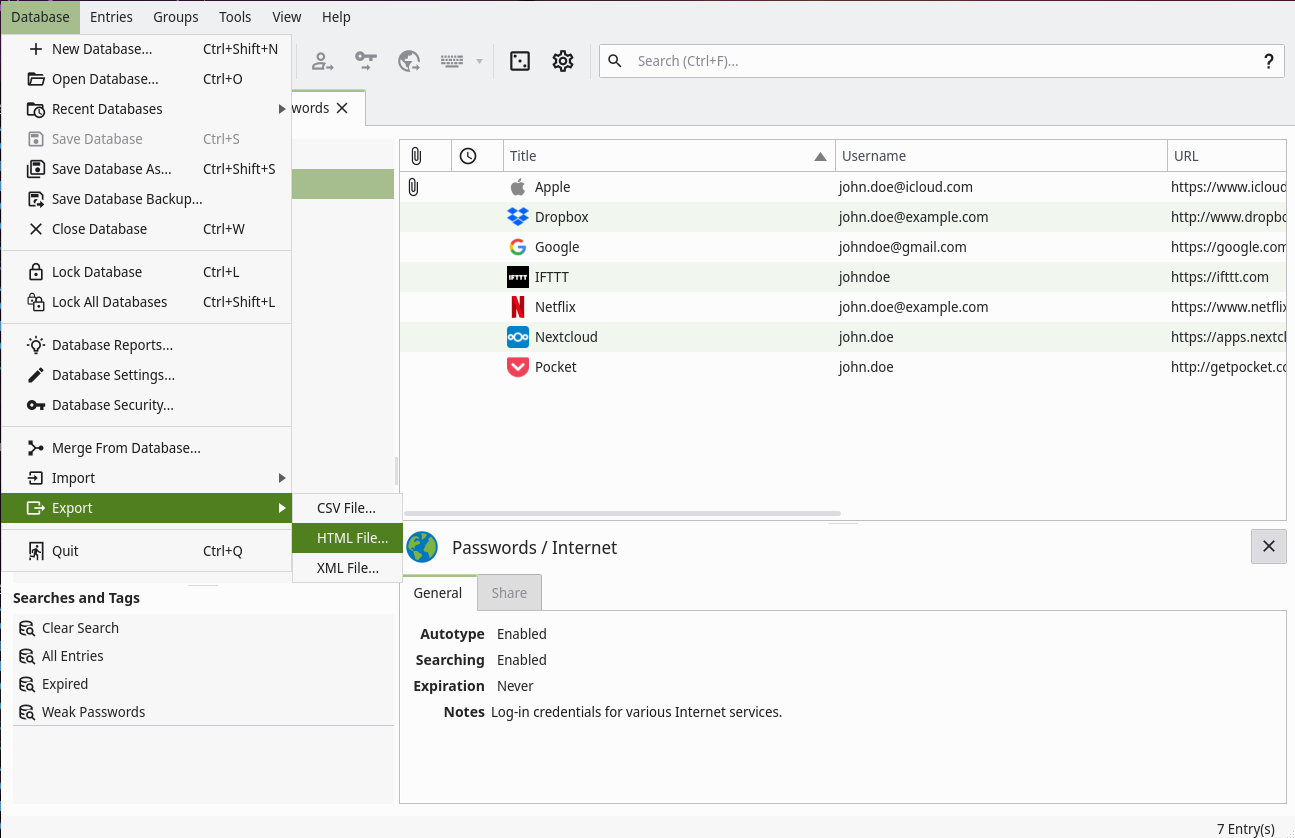 Database Entries Groups Tools View Help
New Database... Ctrl+Shift+N
Open Database... Ctrl+O
Recent Databases
Save Database Ctrl+S
Save Database As... Ctrl+Shift+S
Save Database Backup...
Close Database Ctrl+W
Lock Database Ctrl+L
Lock All Databases Ctrl+Shift+L
Database Reports...
Database Settings...
Database Security...
Merge From Database...
Import
Export
Quit Ctrl+Q
CSV File...
HTML File...
XML File...
Search (Ctrl+F)... ?
words
Title Username URL
Apple john.doe@icloud.com https://www.icloud
Dropbox john.doe@example.com http://www.dropbo
Google johndoe@gmail.com https://google.com
IFTTT IFTTT johndoe https://ifttt.com
Netflix john.doe@example.com https://www.netflix
Nextcloud john.doe https://apps.nextcl
Pocket john.doe http://getpocket.co
Searches and Tags
Clear Search
All Entries
Expired
Weak Passwords
Passwords / Internet
General Share
Autotype Enabled
Searching Enabled
Expiration Never
Notes Log-in credentials for various Internet services.
7 Entry(s)